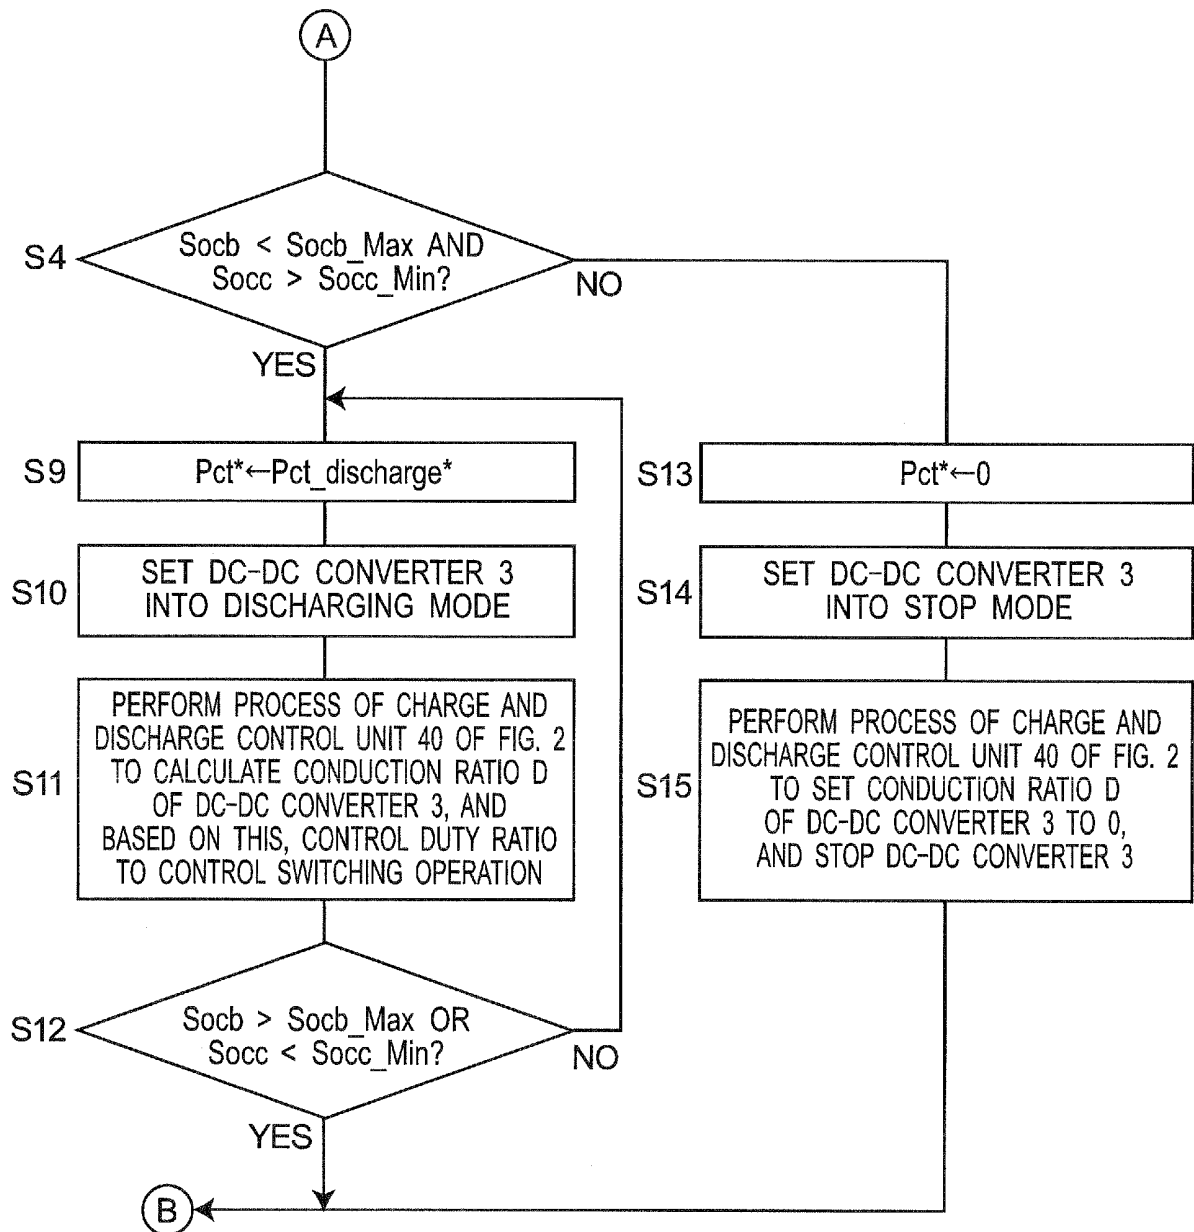 A
S4
Socb < Socb_Max AND
Socc > Socc_Min?
NO
YES
S9
Pct*←Pct_discharge*
S13
Pct*←0
S10
SET DC-DC CONVERTER 3
INTO DISCHARGING MODE
S14
SET DC-DC CONVERTER 3
INTO STOP MODE
S11
PERFORM PROCESS OF CHARGE AND
DISCHARGE CONTROL UNIT 40 OF FIG. 2
TO CALCULATE CONDUCTION RATIO D
OF DC-DC CONVERTER 3, AND
BASED ON THIS, CONTROL DUTY RATIO
TO CONTROL SWITCHING OPERATION
S15
PERFORM PROCESS OF CHARGE AND
DISCHARGE CONTROL UNIT 40 OF FIG. 2
TO SET CONDUCTION RATIO D
OF DC-DC CONVERTER 3 TO 0,
AND STOP DC-DC CONVERTER 3
S12
Socb > Socb_Max OR
Socc < Socc_Min?
NO
YES
B